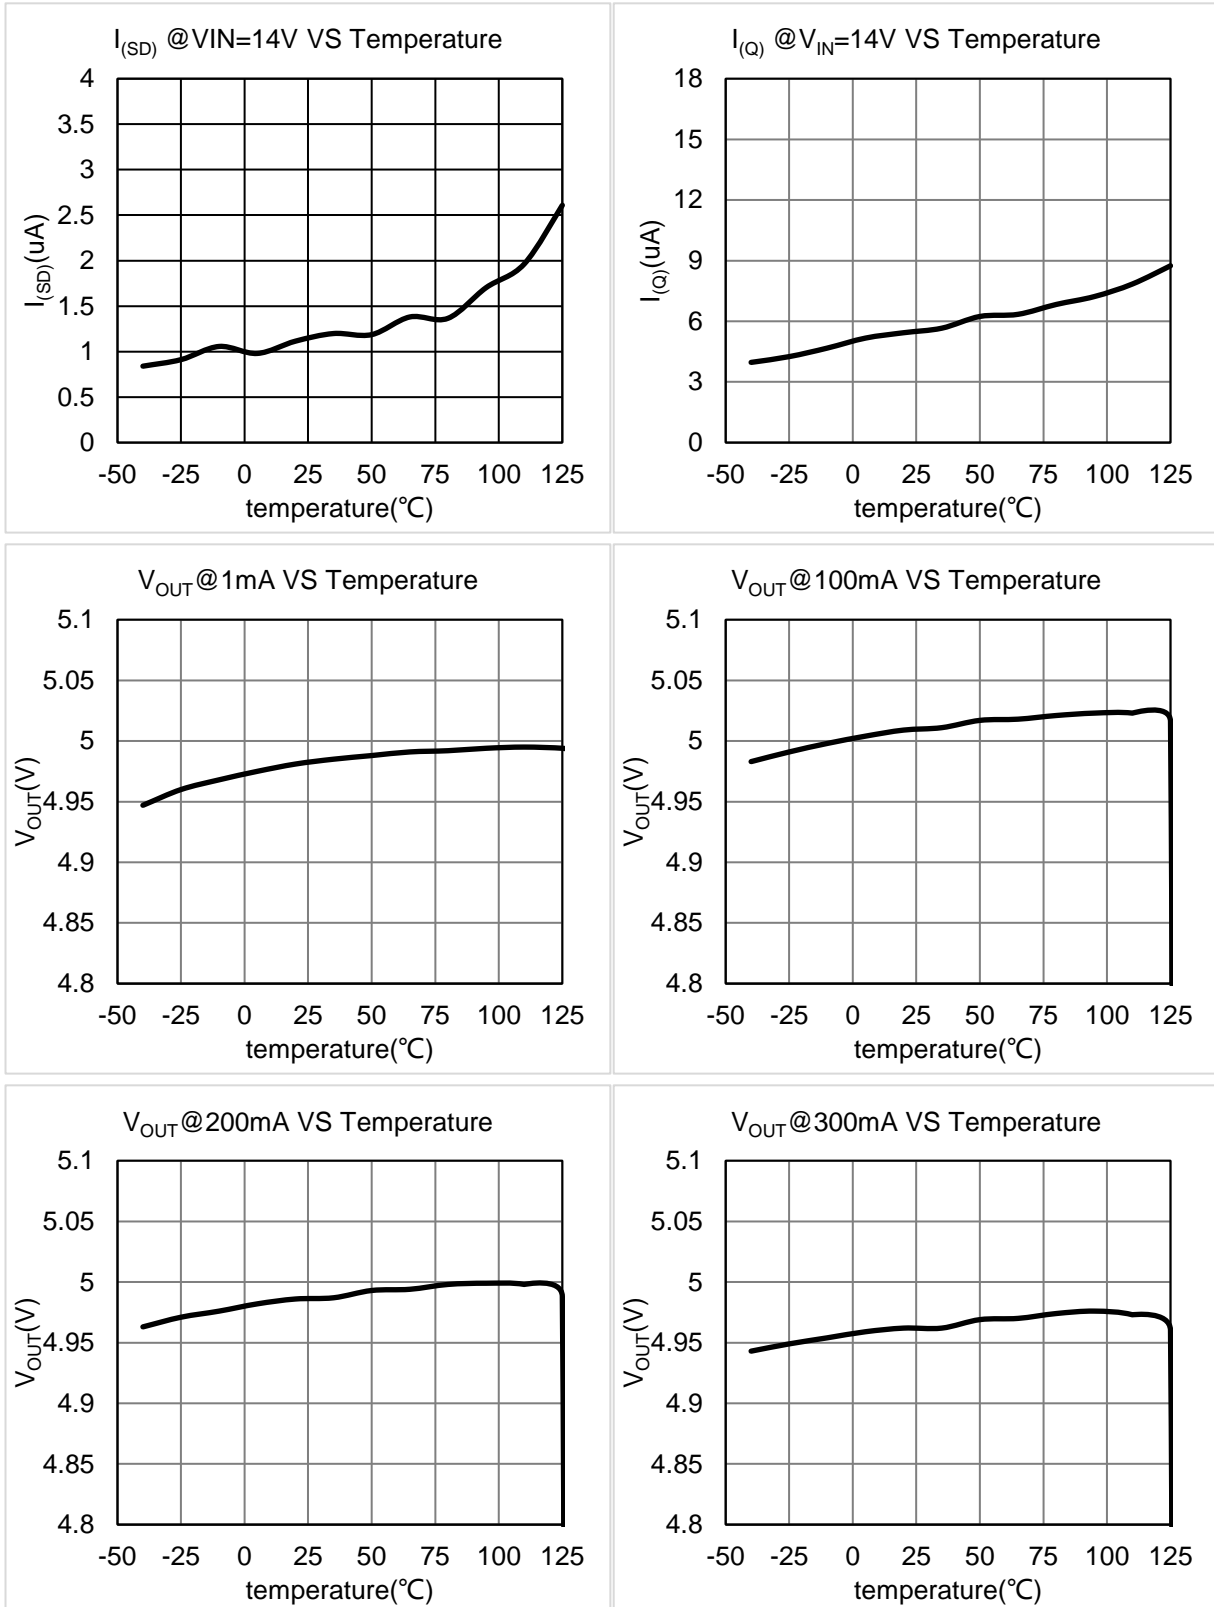 I(SD) @VIN=14V VS Temperature
4
3.5
3
2.5
2
1.5
1
0.5
0
I(SD)(uA)
-50 -25 0 25 50 75 100 125
temperature(℃)
I(Q) @VIN=14V VS Temperature
18
15
12
9
6
3
0
I(Q)(uA)
-50 -25 0 25 50 75 100 125
temperature(℃)
VOUT@1mA VS Temperature
5.1
5.05
5
4.95
4.9
4.85
4.8
VOUT(V)
-50 -25 0 25 50 75 100 125
temperature(℃)
VOUT@100mA VS Temperature
5.1
5.05
5
4.95
4.9
4.85
4.8
VOUT(V)
-50 -25 0 25 50 75 100 125
temperature(℃)
VOUT@200mA VS Temperature
5.1
5.05
5
4.95
4.9
4.85
4.8
VOUT(V)
-50 -25 0 25 50 75 100 125
temperature(℃)
VOUT@300mA VS Temperature
5.1
5.05
5
4.95
4.9
4.85
4.8
VOUT(V)
-50 -25 0 25 50 75 100 125
temperature(℃)